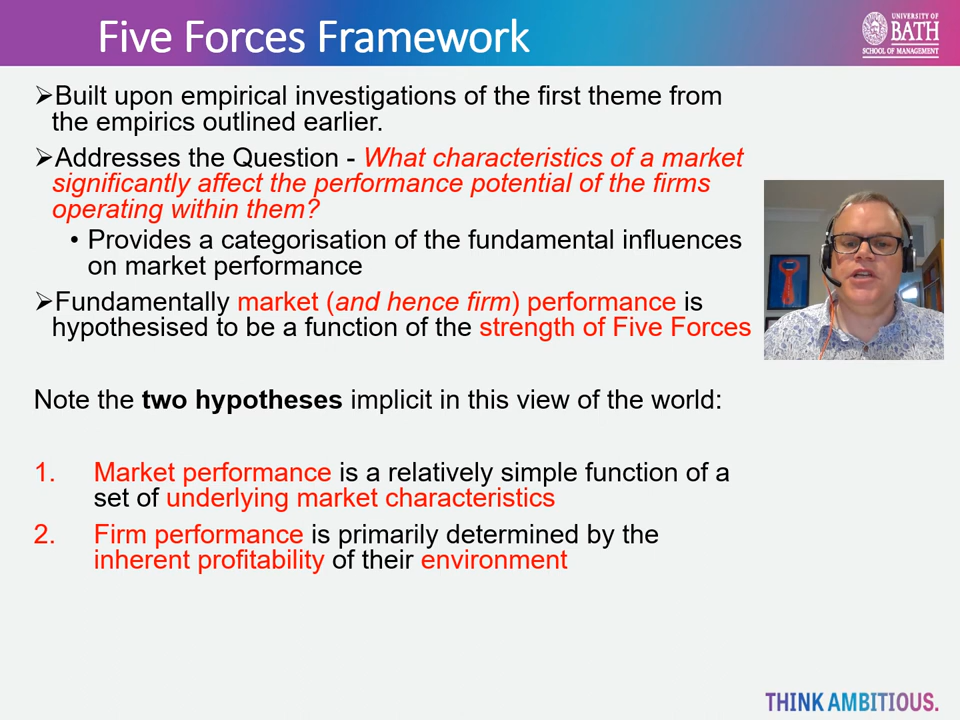 Five Forces Framework
UNIVERSITY OF
BATH
SCHOOL OF MANAGEMENT
➢Built upon empirical investigations of the first theme from
the empirics outlined earlier.
➢Addresses the Question - What characteristics of a market
significantly affect the performance potential of the firms
operating within them?
• Provides a categorisation of the fundamental influences
on market performance
➢Fundamentally market (and hence firm) performance is
hypothesised to be a function of the strength of Five Forces
Note the two hypotheses implicit in this view of the world:
1. Market performance is a relatively simple function of a
set of underlying market characteristics
2. Firm performance is primarily determined by the
inherent profitability of their environment
THINK AMBITIOUS.